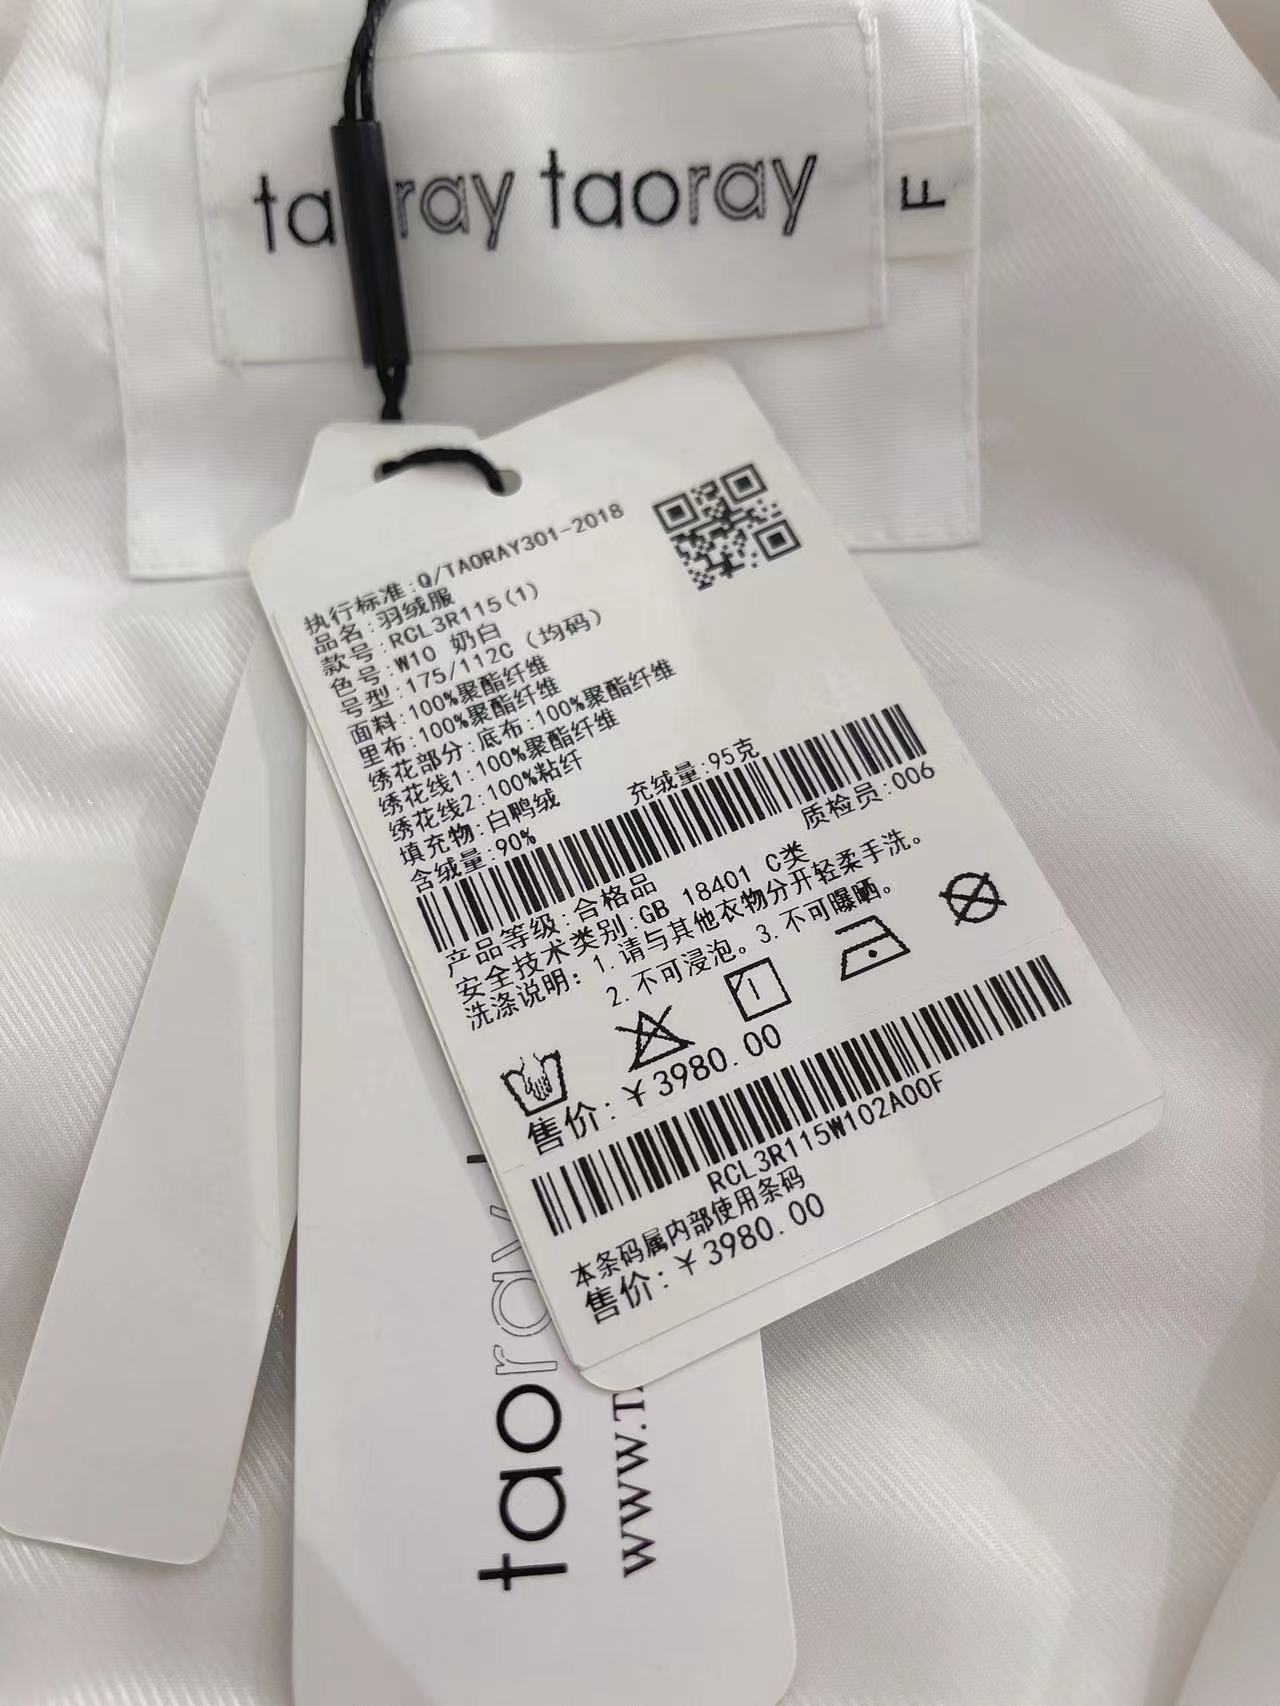 taoray taoray
F
执行标准:Q/TAORAY301-2018
品名:羽绒服
款号:RCL3R115(1)
色号:W10 奶白
号型:175/112C (均码)
面料:100%聚酯纤维
里布:100%聚酯纤维
绣花部分:底布:100%聚酯纤维
绣花线1:100%聚酯纤维
绣花线2:100%粘纤
填充物:白鸭绒
含绒量:90% 充绒量:95克
产品等级:合格品 质检员:006
安全技术类别:GB 18401 C类
洗涤说明: 1.请与其他衣物分开轻柔手洗。
2.不可浸泡。3.不可曝晒。
售价:¥3980.00
RCL3R115W102A00F
本条码属内部使用条码
售价:¥3980.00
taoray
WWW.T